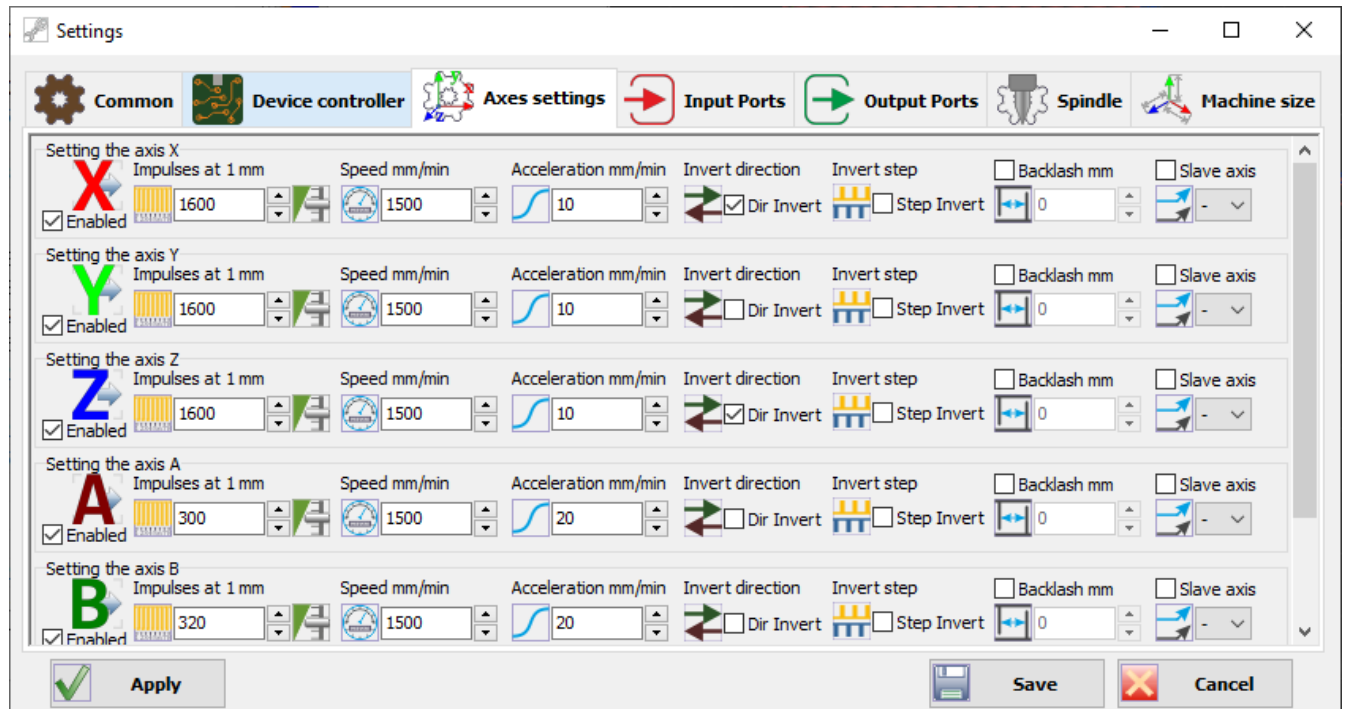 Settings
Common Device controller Axes settings Input Ports Output Ports Spindle Machine size
Setting the axis X
Impulses at 1 mm Speed mm/min Acceleration mm/min Invert direction Invert step Backlash mm Slave axis
X Enabled 1600 1500 10 Dir Invert Step Invert 0 -
Setting the axis Y
Impulses at 1 mm Speed mm/min Acceleration mm/min Invert direction Invert step Backlash mm Slave axis
Y Enabled 1600 1500 10 Dir Invert Step Invert 0 -
Setting the axis Z
Impulses at 1 mm Speed mm/min Acceleration mm/min Invert direction Invert step Backlash mm Slave axis
Z Enabled 1600 1500 10 Dir Invert Step Invert 0 -
Setting the axis A
Impulses at 1 mm Speed mm/min Acceleration mm/min Invert direction Invert step Backlash mm Slave axis
A Enabled 300 1500 20 Dir Invert Step Invert 0 -
Setting the axis B
Impulses at 1 mm Speed mm/min Acceleration mm/min Invert direction Invert step Backlash mm Slave axis
B Enabled 320 1500 20 Dir Invert Step Invert 0 -
Apply Save Cancel